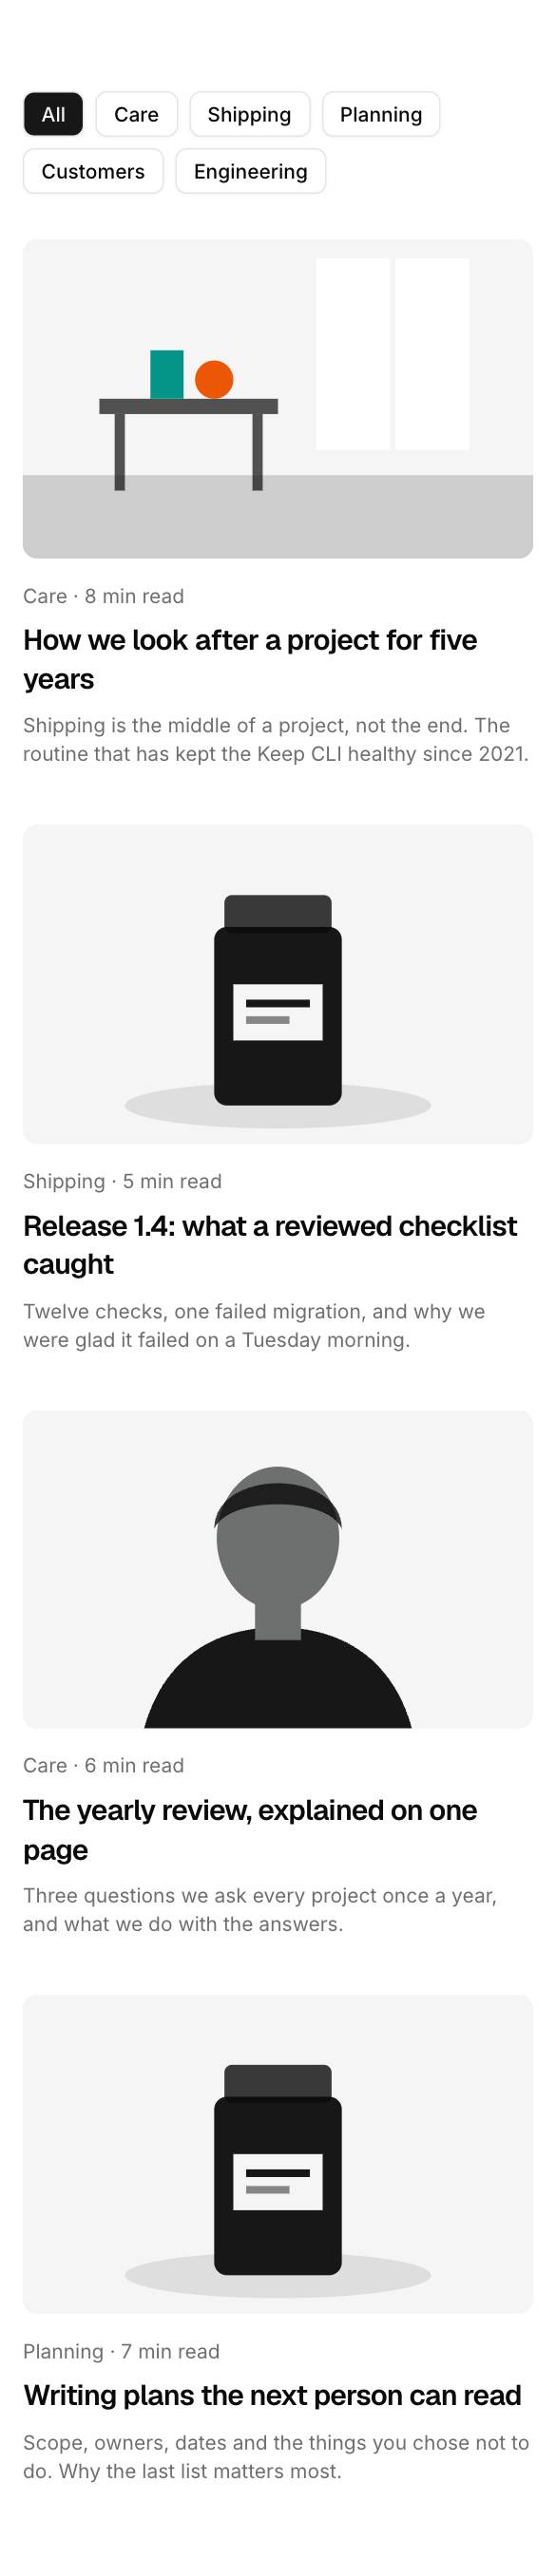 All
Care
Shipping
Planning
Customers
Engineering
Care · 8 min read
How we look after a project for five
years
Shipping is the middle of a project, not the end. The
routine that has kept the Keep CLI healthy since 2021.
Shipping · 5 min read
Release 1.4: what a reviewed checklist
caught
Twelve checks, one failed migration, and why we
were glad it failed on a Tuesday morning.
Care · 6 min read
The yearly review, explained on one
page
Three questions we ask every project once a year,
and what we do with the answers.
Planning · 7 min read
Writing plans the next person can read
Scope, owners, dates and the things you chose not to
do. Why the last list matters most.